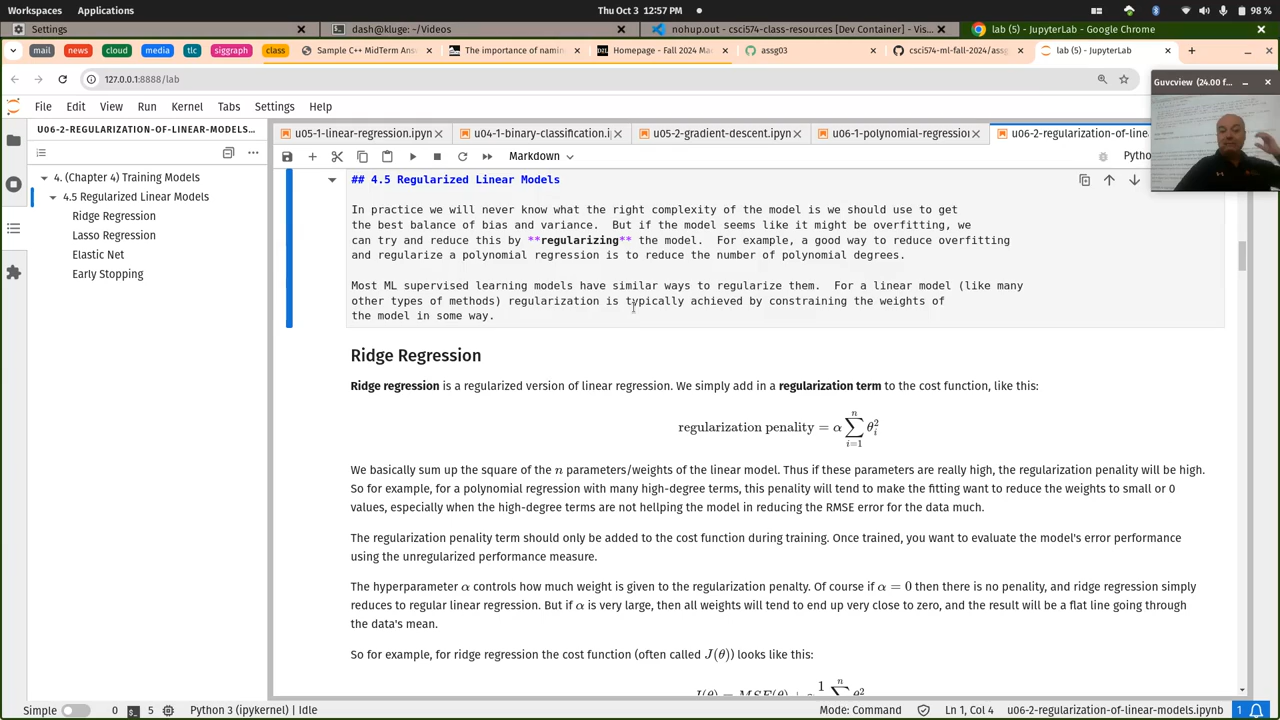 Workspaces Applications Thu Oct 3 12:57 PM 98 %
Settings dash@kluge: ~/Videos nohup.out - csci574-class-resources [Dev Container] lab (5) - JupyterLab - Google Chrome
mail news cloud media tlc siggraph class Sample C++ MidTerm Ans The importance of namin Homepage - Fall 2024 Ma assg03 csci574-ml-fall-2024/assg lab (5) - JupyterLab
127.0.0.1:8888/lab
Guvcview (24.00 f...
File Edit View Run Kernel Tabs Settings Help
U06-2-REGULARIZATION-OF-LINEAR-MODELS...
u05-1-linear-regression.ipyn u04-1-binary-classification.i u05-2-gradient-descent.ipyn u06-1-polynomial-regression u06-2-regularization-of-line
Markdown Pytho
4. (Chapter 4) Training Models
4.5 Regularized Linear Models
Ridge Regression
Lasso Regression
Elastic Net
Early Stopping
## 4.5 Regularized Linear Models
In practice we will never know what the right complexity of the model is we should use to get
the best balance of bias and variance. But if the model seems like it might be overfitting, we
can try and reduce this by **regularizing** the model. For example, a good way to reduce overfitting
and regularize a polynomial regression is to reduce the number of polynomial degrees.
Most ML supervised learning models have similar ways to regularize them. For a linear model (like many
other types of methods) regularization is typically achieved by constraining the weights of
the model in some way.
Ridge Regression
Ridge regression is a regularized version of linear regression. We simply add in a regularization term to the cost function, like this:
regularization penality = α ∑_{i=1}^{n} θ_i^2
We basically sum up the square of the n parameters/weights of the linear model. Thus if these parameters are really high, the regularization penality will be high.
So for example, for a polynomial regression with many high-degree terms, this penality will tend to make the fitting want to reduce the weights to small or 0
values, especially when the high-degree terms are not hellping the model in reducing the RMSE error for the data much.
The regularization penality term should only be added to the cost function during training. Once trained, you want to evaluate the model's error performance
using the unregularized performance measure.
The hyperparameter α controls how much weight is given to the regularization penalty. Of course if α = 0 then there is no penality, and ridge regression simply
reduces to regular linear regression. But if α is very large, then all weights will tend to end up very close to zero, and the result will be a flat line going through
the data's mean.
So for example, for ridge regression the cost function (often called J(θ)) looks like this:
Simple 0 5 Python 3 (ipykernel) | Idle Mode: Command Ln 1, Col 4 u06-2-regularization-of-linear-models.ipynb 1